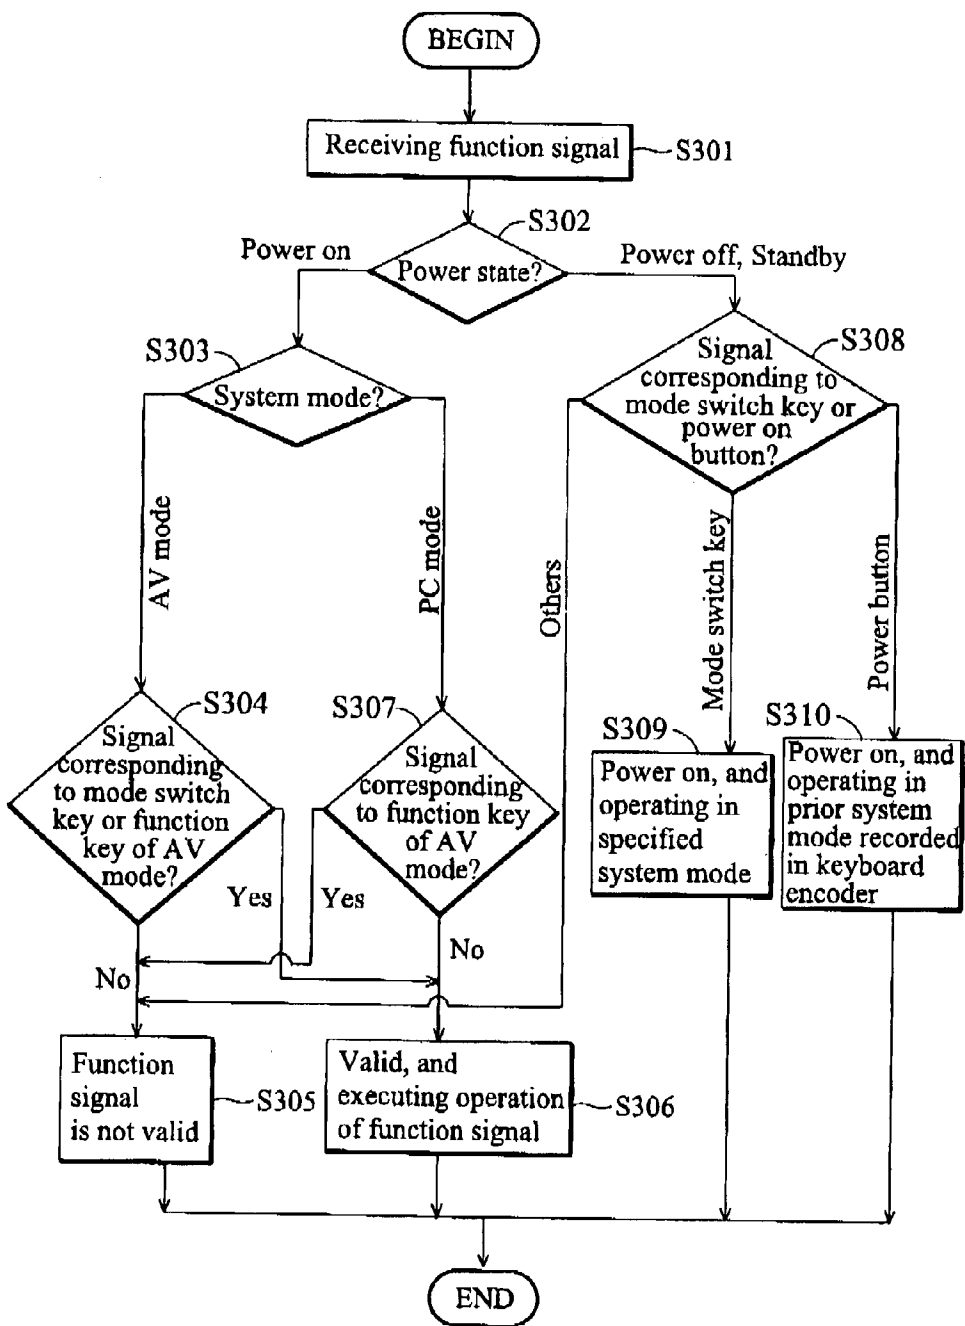 BEGIN
Receiving function signal
S301
S302
Power on
Power state?
Power off, Standby
S303
System mode?
S308
Signal
corresponding to
mode switch key or
power on
button?
AV mode
PC mode
Others
Mode switch key
Power button
S304
Signal
corresponding
to mode switch
key or function
key of AV
mode?
S307
Signal
corresponding
to function key
of AV
mode?
S309
Power on, and
operating in
specified
system mode
S310
Power on, and
operating in
prior system
mode recorded
in keyboard
encoder
Yes
Yes
No
No
Function
signal
is not valid
S305
Valid, and
executing operation
of function signal
S306
END